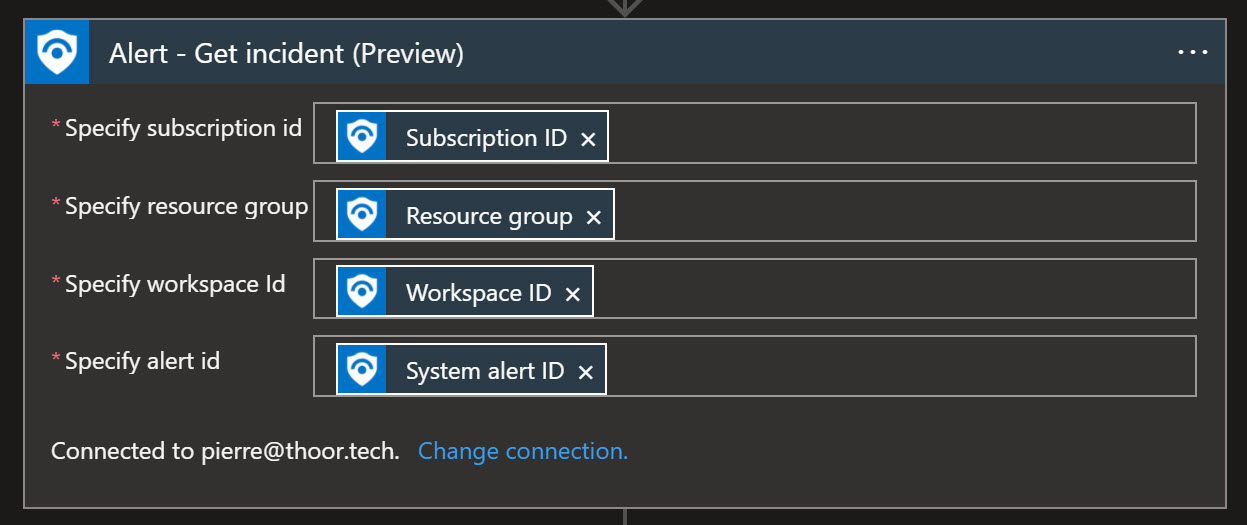 Alert - Get incident (Preview)
* Specify subscription id
Subscription ID ×
* Specify resource group
Resource group ×
* Specify workspace Id
Workspace ID ×
* Specify alert id
System alert ID ×
Connected to pierre@thoor.tech. Change connection.